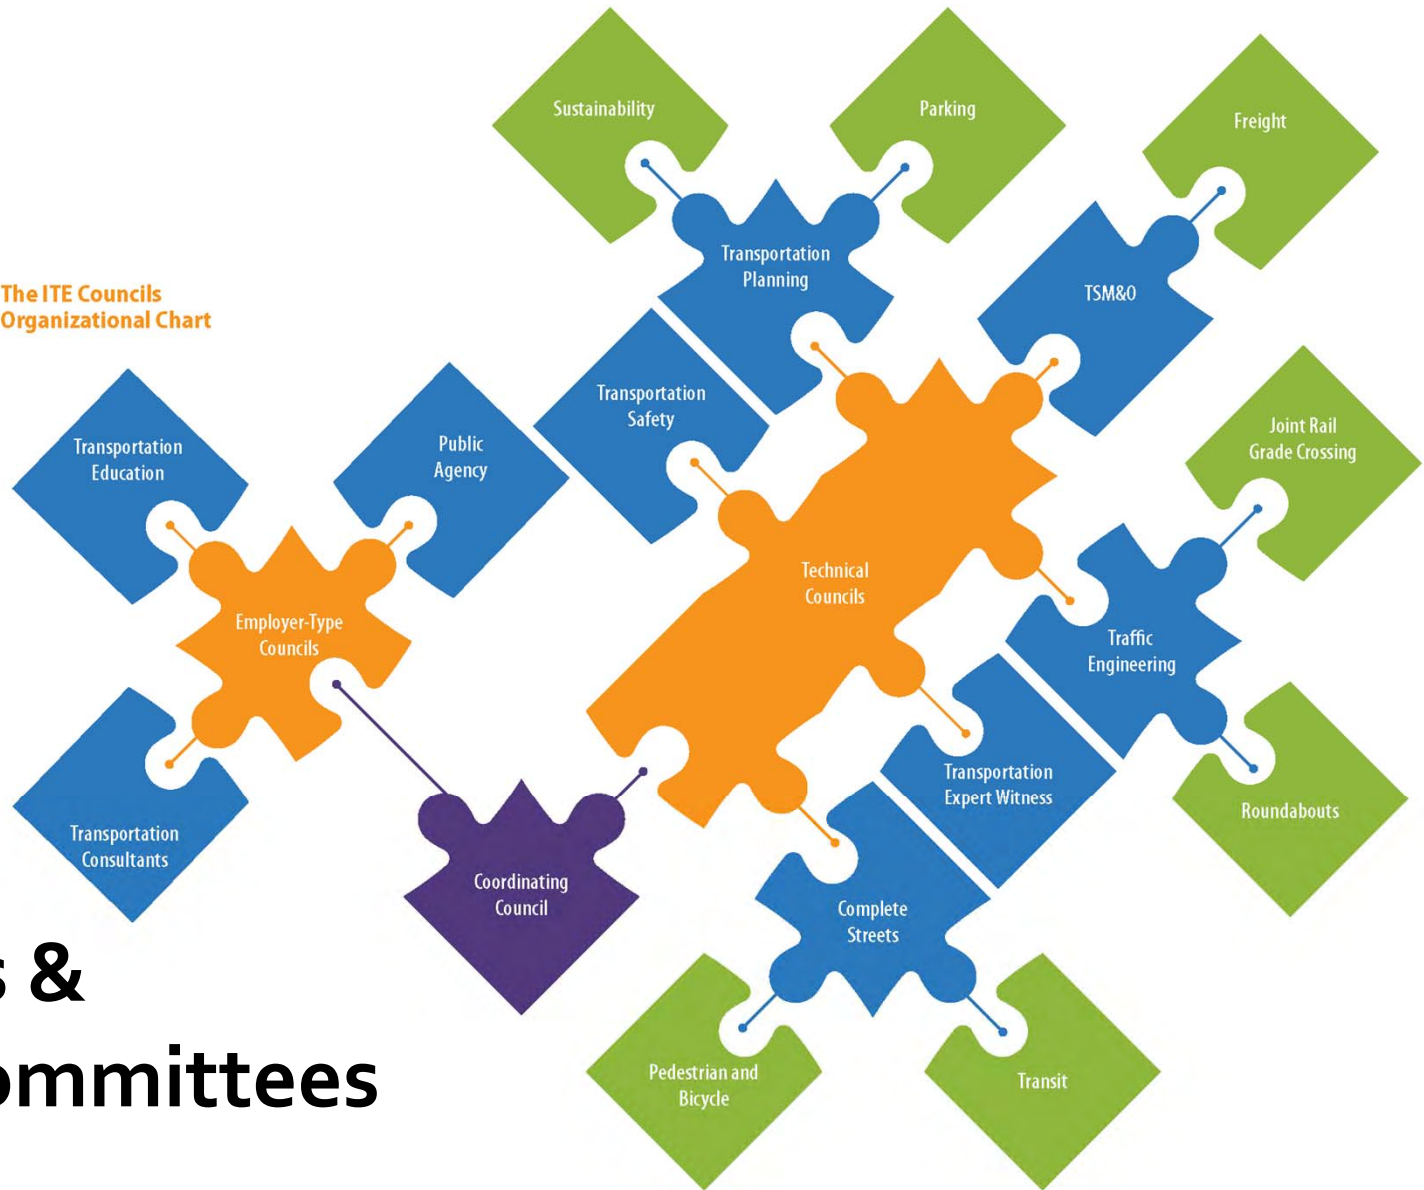 Sustainability
Parking
Freight
Transportation
Planning
TSM&O
The ITE Councils
Organizational Chart
Transportation
Safety
Joint Rail
Grade Crossing
Transportation
Education
Public
Agency
Technical
Councils
Employer-Type
Councils
Traffic
Engineering
Transportation
Expert Witness
Roundabouts
Transportation
Consultants
Coordinating
Council
Complete
Streets
&
Pedestrian and
Bicycle
Transit
ommittees